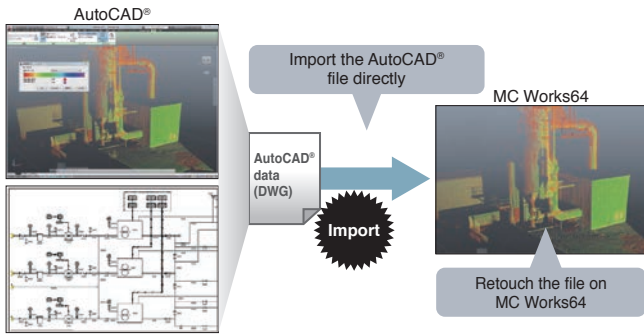 AutoCAD®
Import the AutoCAD®
file directly
MC Works64
AutoCAD®
data
(DWG)
Import
Retouch the file on
MC Works64